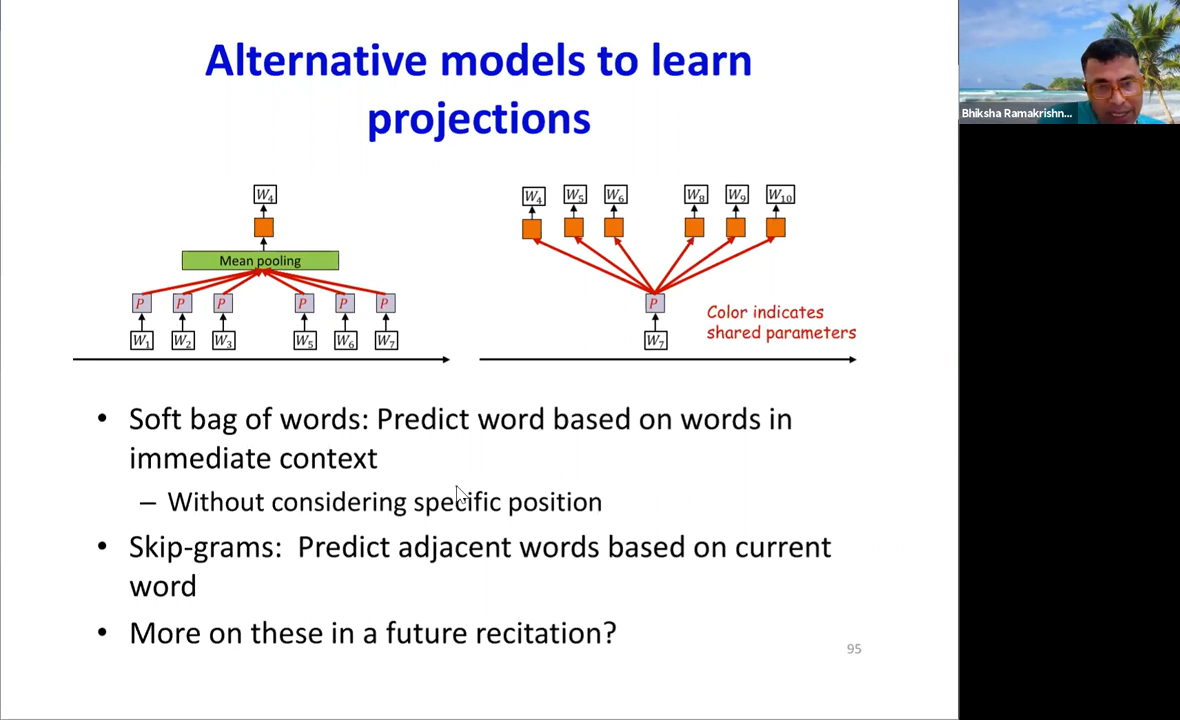 Alternative models to learn
projections
Bhiksha Ramakrishn...
W4
Mean pooling
P P P P P P
W1 W2 W3 W5 W6 W7
W4 W5 W6 W8 W9 W10
P
W7
Color indicates
shared parameters
• Soft bag of words: Predict word based on words in
immediate context
– Without considering specific position
• Skip-grams: Predict adjacent words based on current
word
• More on these in a future recitation?
95